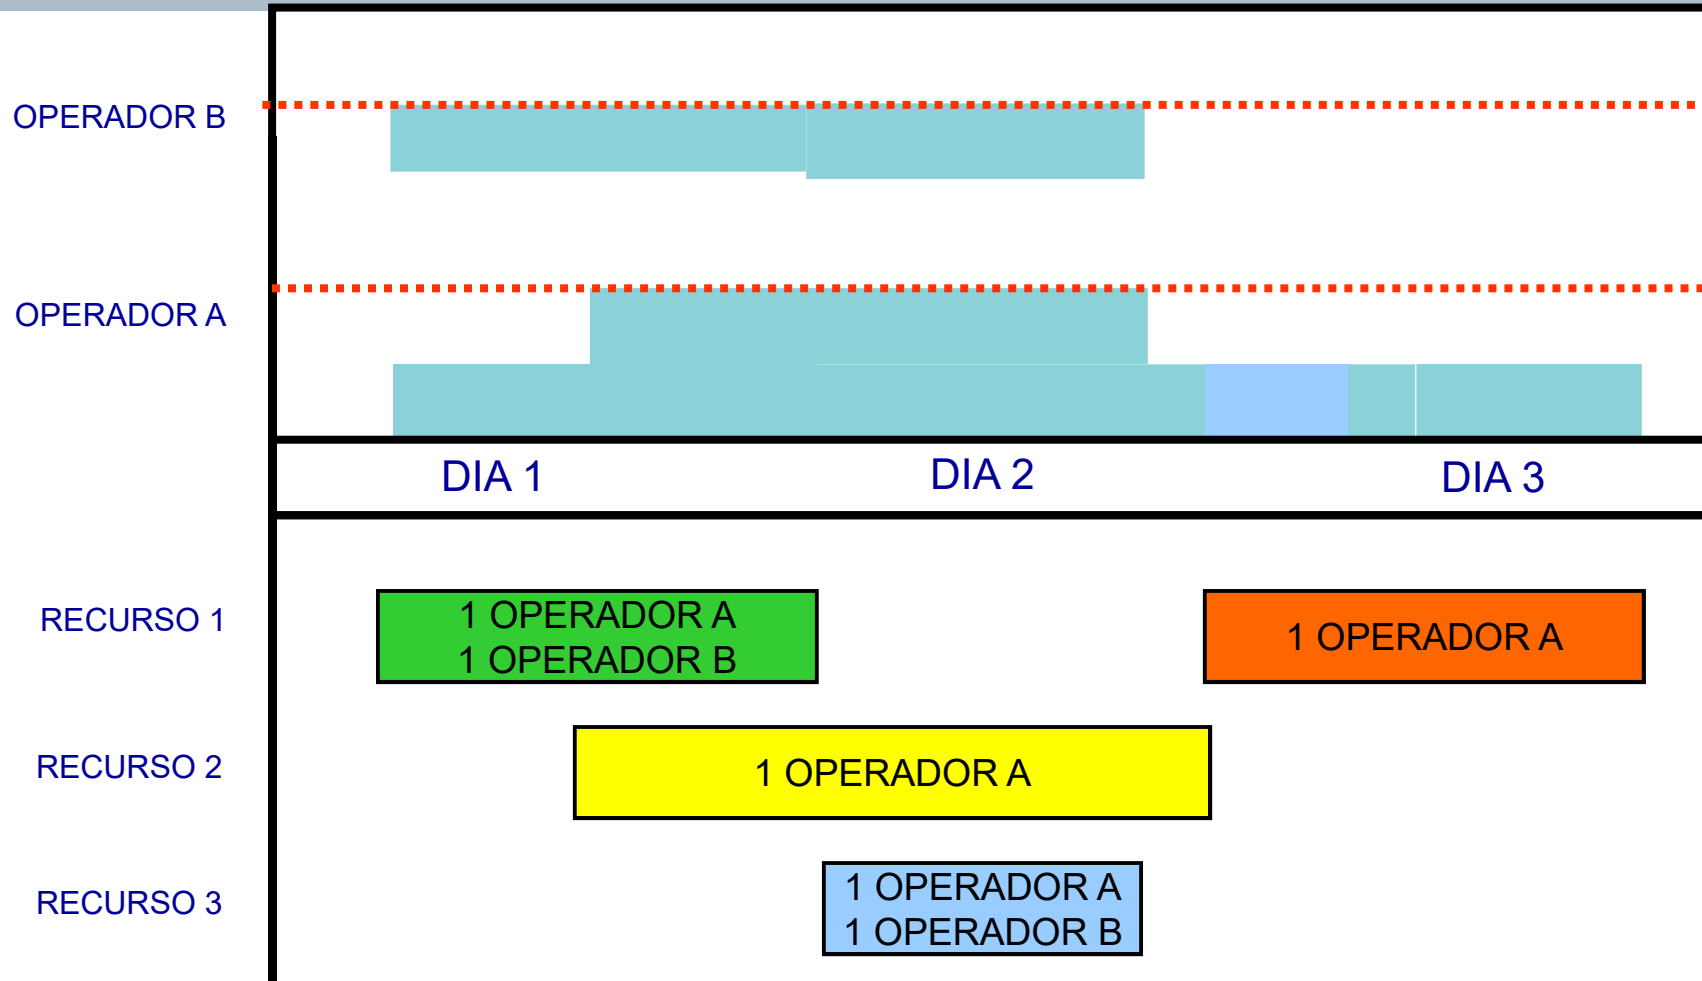 OPERADOR B
OPERADOR A
DIA 1
DIA 2
DIA 3
RECURSO 1
1 OPERADOR A
1 OPERADOR B
1 OPERADOR A
RECURSO 2
1 OPERADOR A
RECURSO 3
1 OPERADOR A
1 OPERADOR B